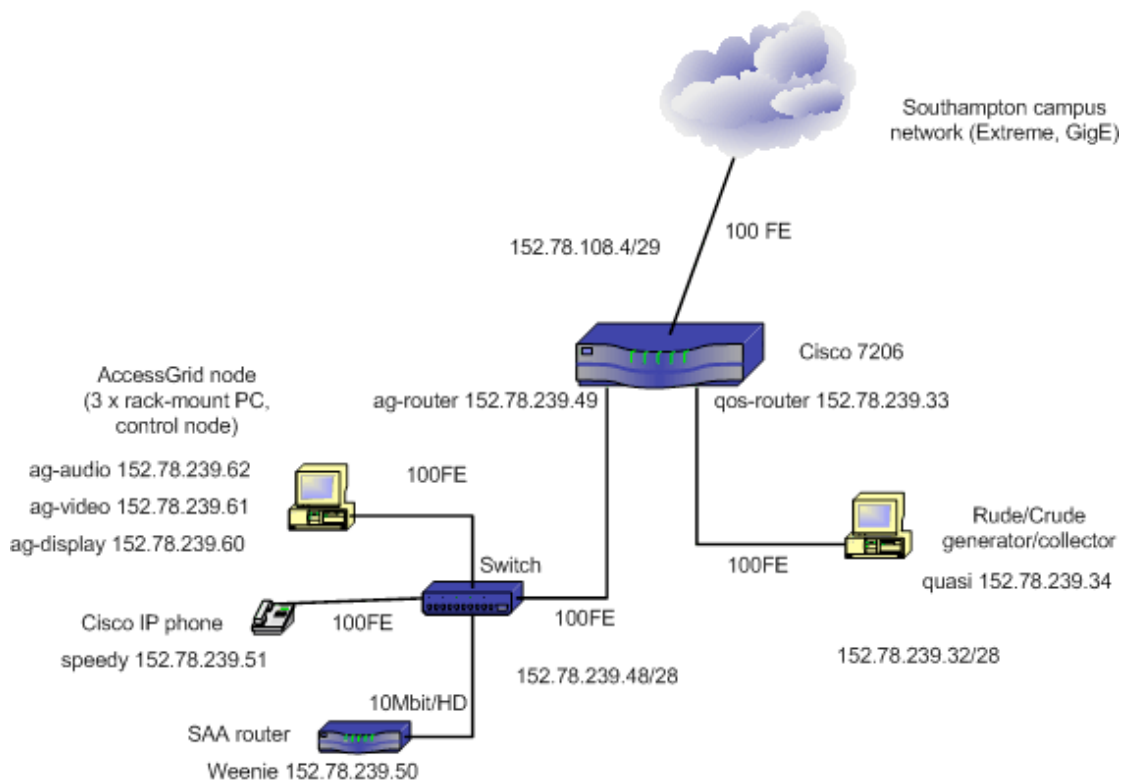 Southampton campus
network (Extreme, GigE)
100 FE
152.78.108.4/29
Cisco 7206
ag-router 152.78.239.49
qos-router 152.78.239.33
AccessGrid node
(3 x rack-mount PC,
control node)
ag-audio 152.78.239.62
ag-video 152.78.239.61
ag-display 152.78.239.60
100FE
Switch
Rude/Crude
generator/collector
quasi 152.78.239.34
100FE
Cisco IP phone
speedy 152.78.239.51
100FE
100FE
152.78.239.48/28
152.78.239.32/28
10Mbit/HD
SAA router
Weenie 152.78.239.50